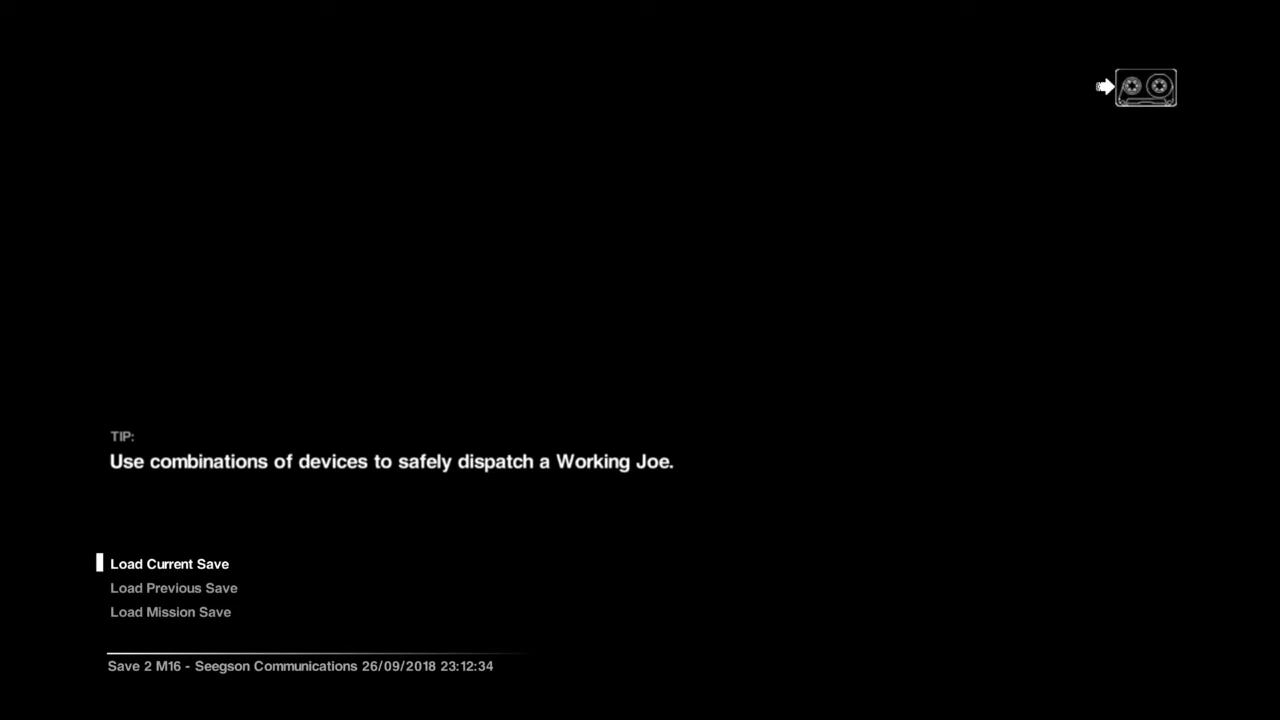 TIP:
Use combinations of devices to safely dispatch a Working Joe.
Load Current Save
Load Previous Save
Load Mission Save
Save 2 M16 - Seegson Communications 26/09/2018 23:12:34